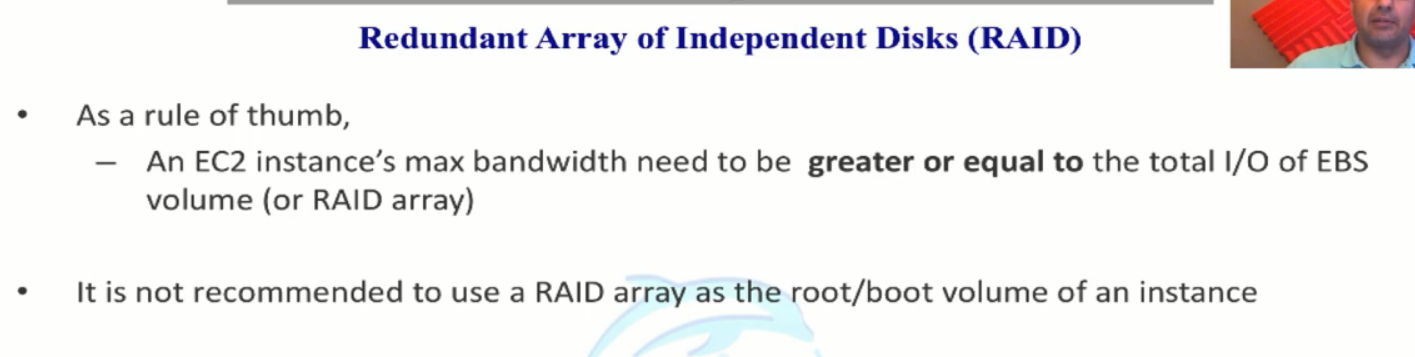 Redundant Array of Independent Disks (RAID)
• As a rule of thumb,
– An EC2 instance's max bandwidth need to be greater or equal to the total I/O of EBS
volume (or RAID array)
• It is not recommended to use a RAID array as the root/boot volume of an instance